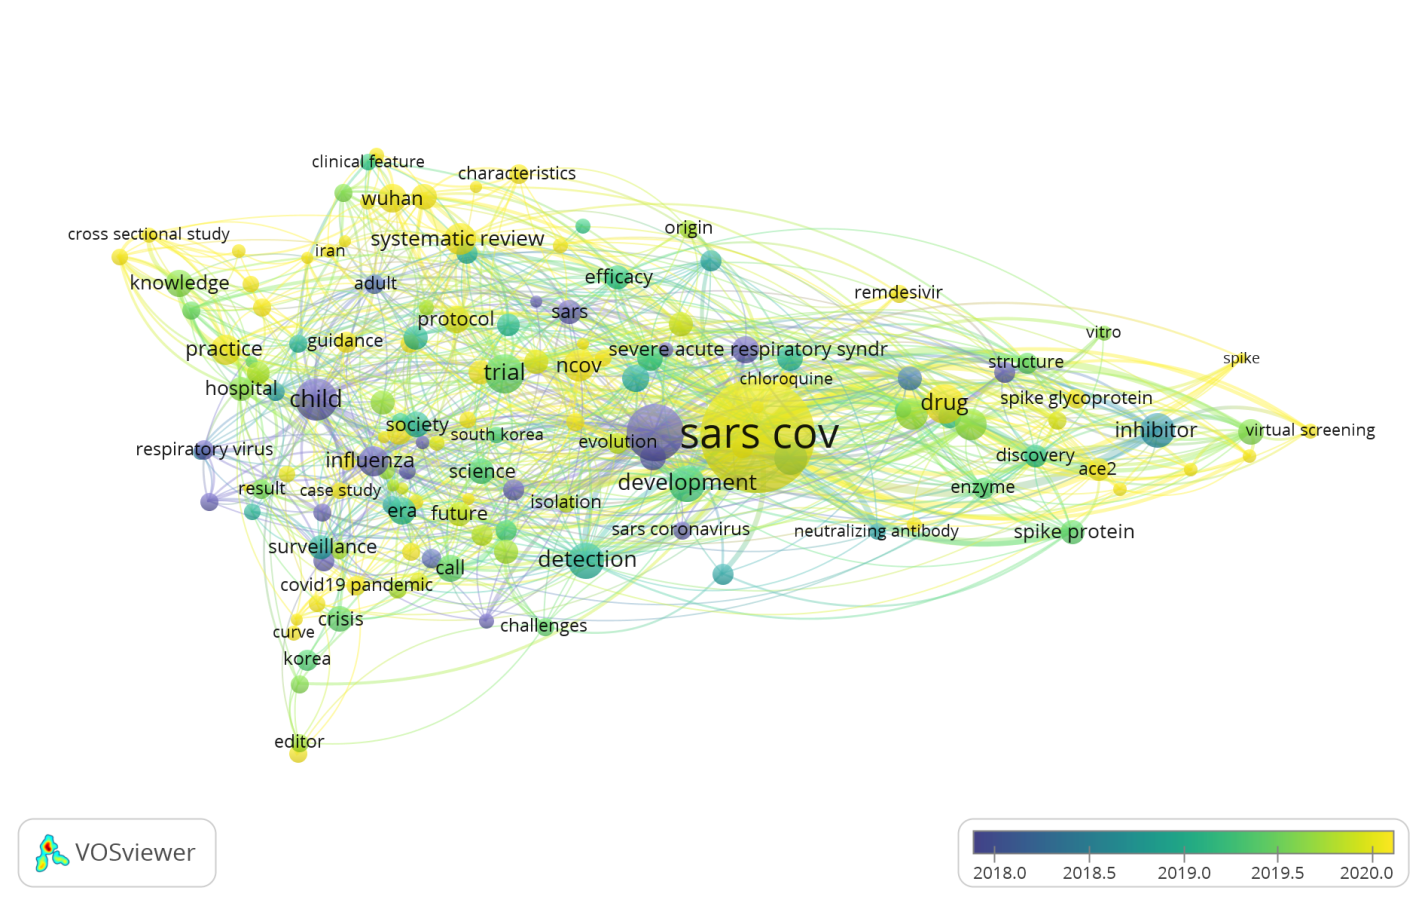 clinical feature
characteristics
wuhan
cross sectional study
systematic review
origin
iran
knowledge
adult
efficacy
remdesivir
sars
protocol
vitro
guidance
practice
severe acute respiratory syndr
spike
structure
ncov
trial
chloroquine
hospital
child
drug
spike glycoprotein
society
south korea
evolution
sars cov
inhibitor
virtual screening
respiratory virus
influenza
science
discovery
ace2
development
result
case study
enzyme
isolation
era
future
sars coronavirus
neutralizing antibody
spike protein
surveillance
detection
call
covid19 pandemic
crisis
challenges
curve
korea
editor
VOSviewer
2018.0 2018.5 2019.0 2019.5 2020.0